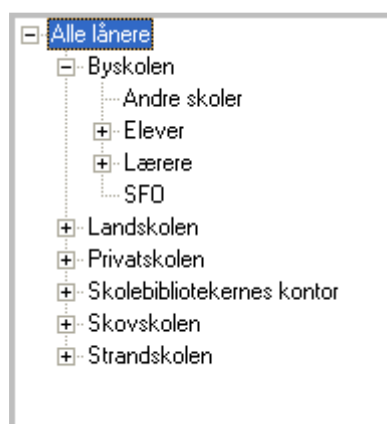 Alle lånere
Byskolen
Andre skoler
Elever
Lærere
SFO
Landskolen
Privatskolen
Skolebibliotekernes kontor
Skovskolen
Strandskolen